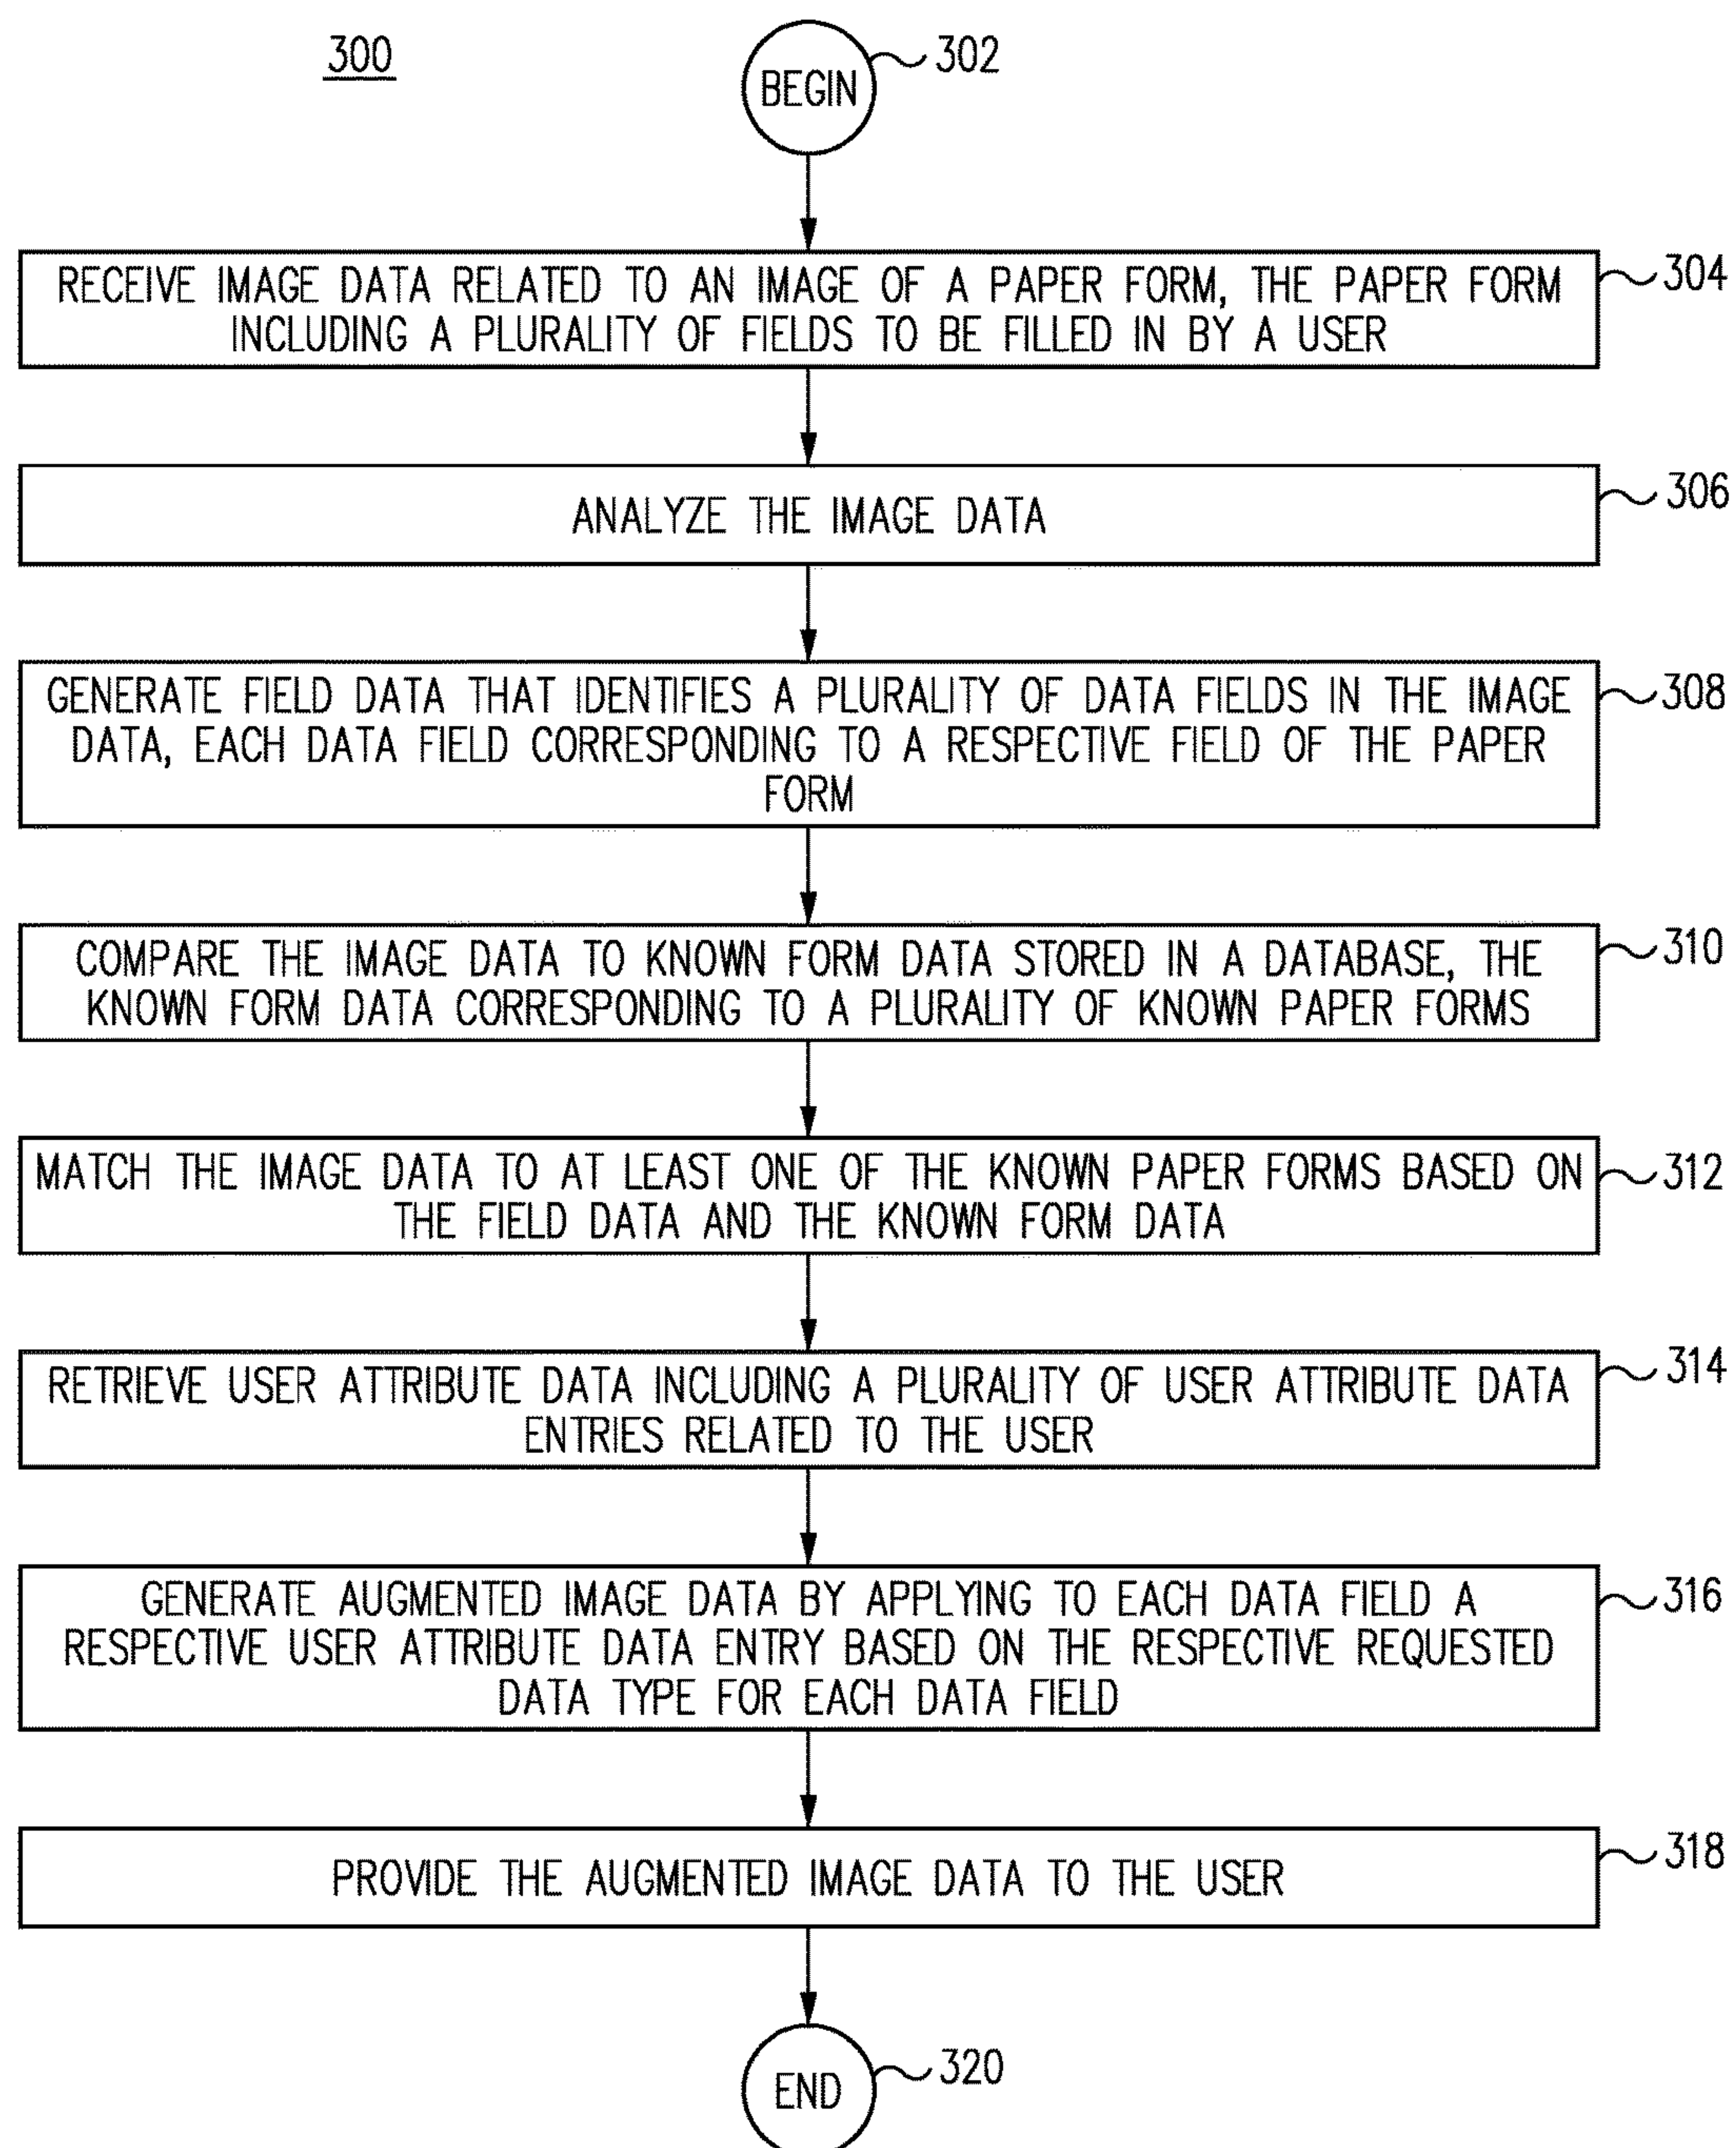 300
BEGIN
302
RECEIVE IMAGE DATA RELATED TO AN IMAGE OF A PAPER FORM, THE PAPER FORM
INCLUDING A PLURALITY OF FIELDS TO BE FILLED IN BY A USER
304
ANALYZE THE IMAGE DATA
306
GENERATE FIELD DATA THAT IDENTIFIES A PLURALITY OF DATA FIELDS IN THE IMAGE
DATA, EACH DATA FIELD CORRESPONDING TO A RESPECTIVE FIELD OF THE PAPER
FORM
308
COMPARE THE IMAGE DATA TO KNOWN FORM DATA STORED IN A DATABASE, THE
KNOWN FORM DATA CORRESPONDING TO A PLURALITY OF KNOWN PAPER FORMS
310
MATCH THE IMAGE DATA TO AT LEAST ONE OF THE KNOWN PAPER FORMS BASED ON
THE FIELD DATA AND THE KNOWN FORM DATA
312
RETRIEVE USER ATTRIBUTE DATA INCLUDING A PLURALITY OF USER ATTRIBUTE DATA
ENTRIES RELATED TO THE USER
314
GENERATE AUGMENTED IMAGE DATA BY APPLYING TO EACH DATA FIELD A
RESPECTIVE USER ATTRIBUTE DATA ENTRY BASED ON THE RESPECTIVE REQUESTED
DATA TYPE FOR EACH DATA FIELD
316
PROVIDE THE AUGMENTED IMAGE DATA TO THE USER
318
END
320